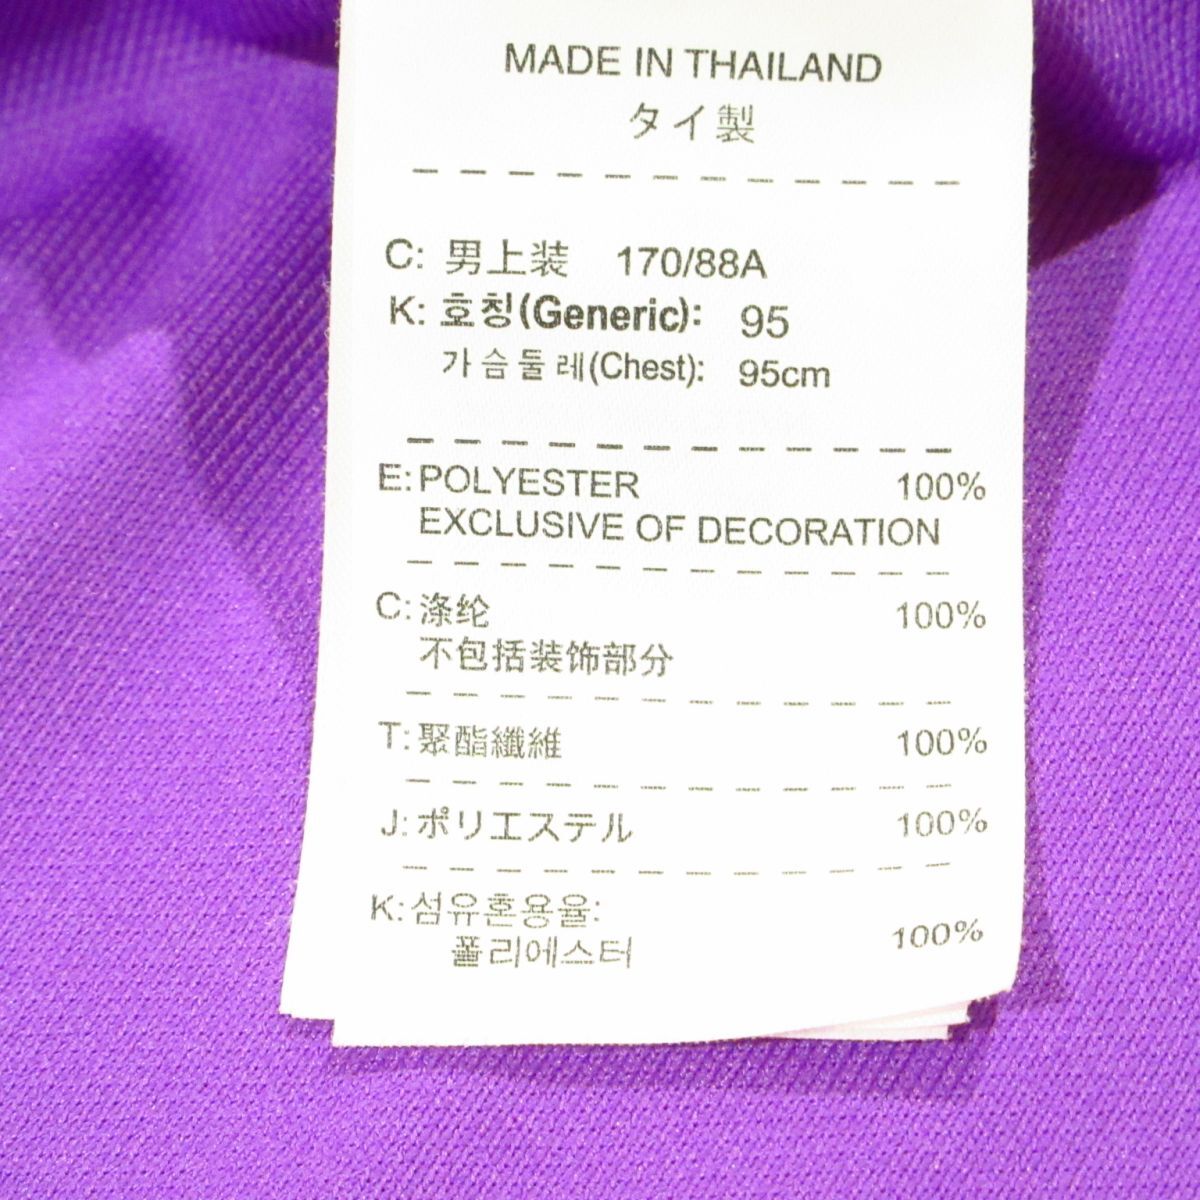 MADE IN THAILAND
タイ製
C: 男上装 170/88A
K: 호칭(Generic): 95
가슴둘레(Chest): 95cm
E: POLYESTER 100%
EXCLUSIVE OF DECORATION
C: 涤纶 100%
不包括装饰部分
T: 聚酯纖維 100%
J: ポリエステル 100%
K: 섬유혼용율:
폴리에스터 100%